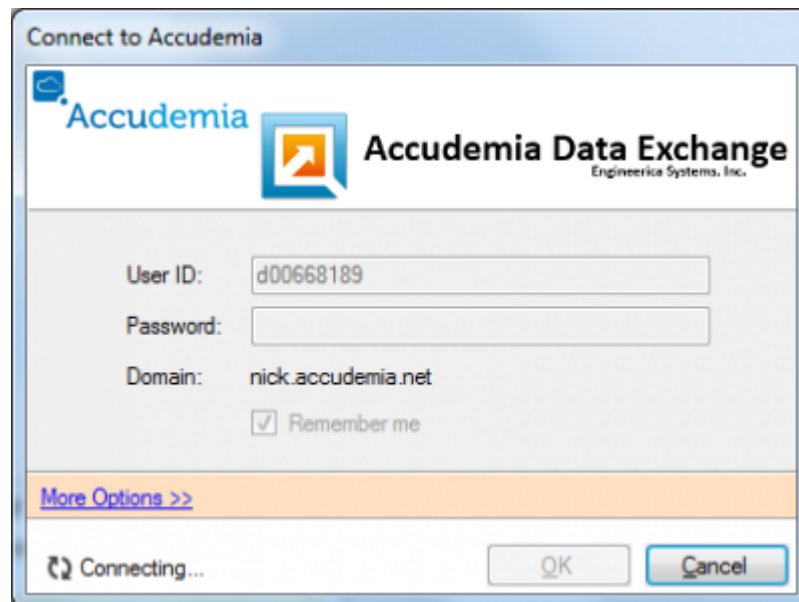 Connect to Accudemia
Accudemia
Accudemia Data Exchange
Engineerica Systems, Inc.
User ID: d00668189
Password:
Domain: nick.accudemia.net
Remember me
More Options >>
Connecting... OK Cancel